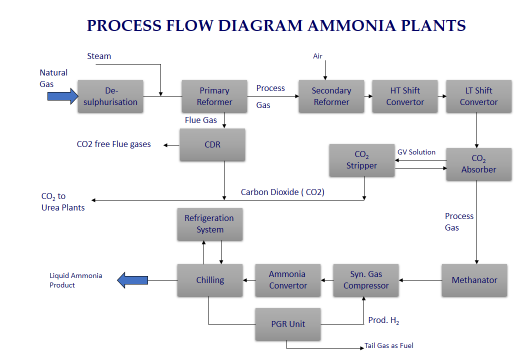 PROCESS FLOW DIAGRAM AMMONIA PLANTS
Steam
Air
Natural
Gas
De-
sulphurisation
Primary
Reformer
Process
Gas
Secondary
Reformer
HT Shift
Convertor
LT Shift
Convertor
Flue Gas
CO2 free Flue gases
CDR
CO₂
Stripper
GV Solution
CO₂
Absorber
CO₂ to
Urea Plants
Carbon Dioxide ( CO2)
Refrigeration
System
Process
Gas
Liquid Ammonia
Product
Chilling
Ammonia
Convertor
Syn. Gas
Compressor
Methanator
PGR Unit
Prod. H₂
Tail Gas as Fuel